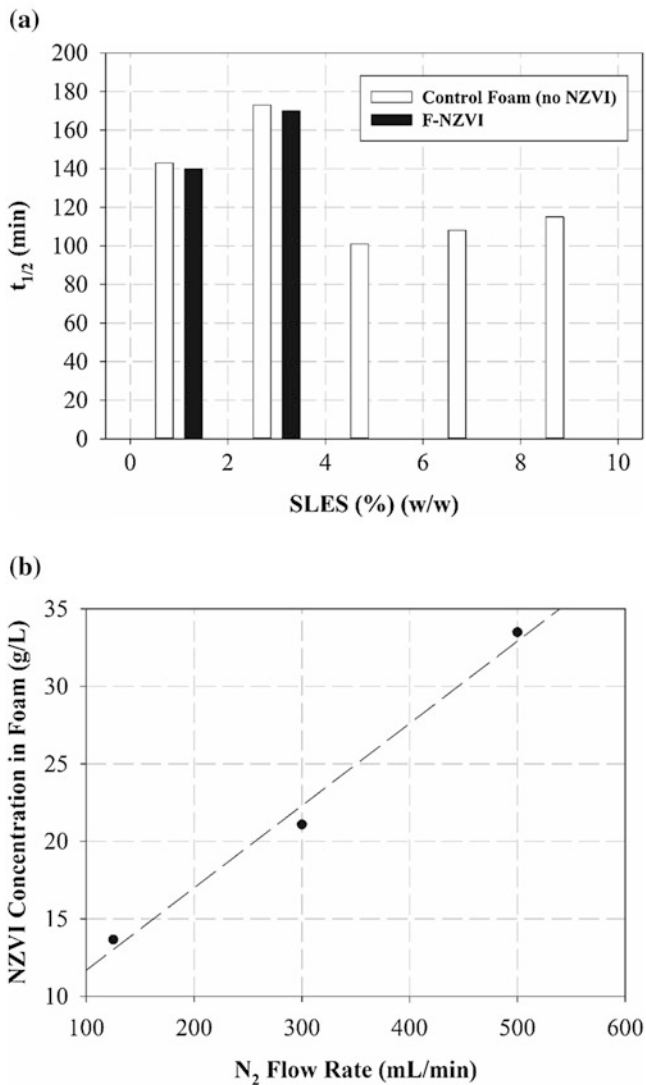 (a)
200
180
160
140
120
100
80
60
40
20
0
t1/2 (min)
Control Foam (no NZVI)
F-NZVI
0 2 4 6 8 10
SLES (%) (w/w)
(b)
35
30
25
20
15
10
NZVI Concentration in Foam (g/L)
100 200 300 400 500 600
N2 Flow Rate (mL/min)